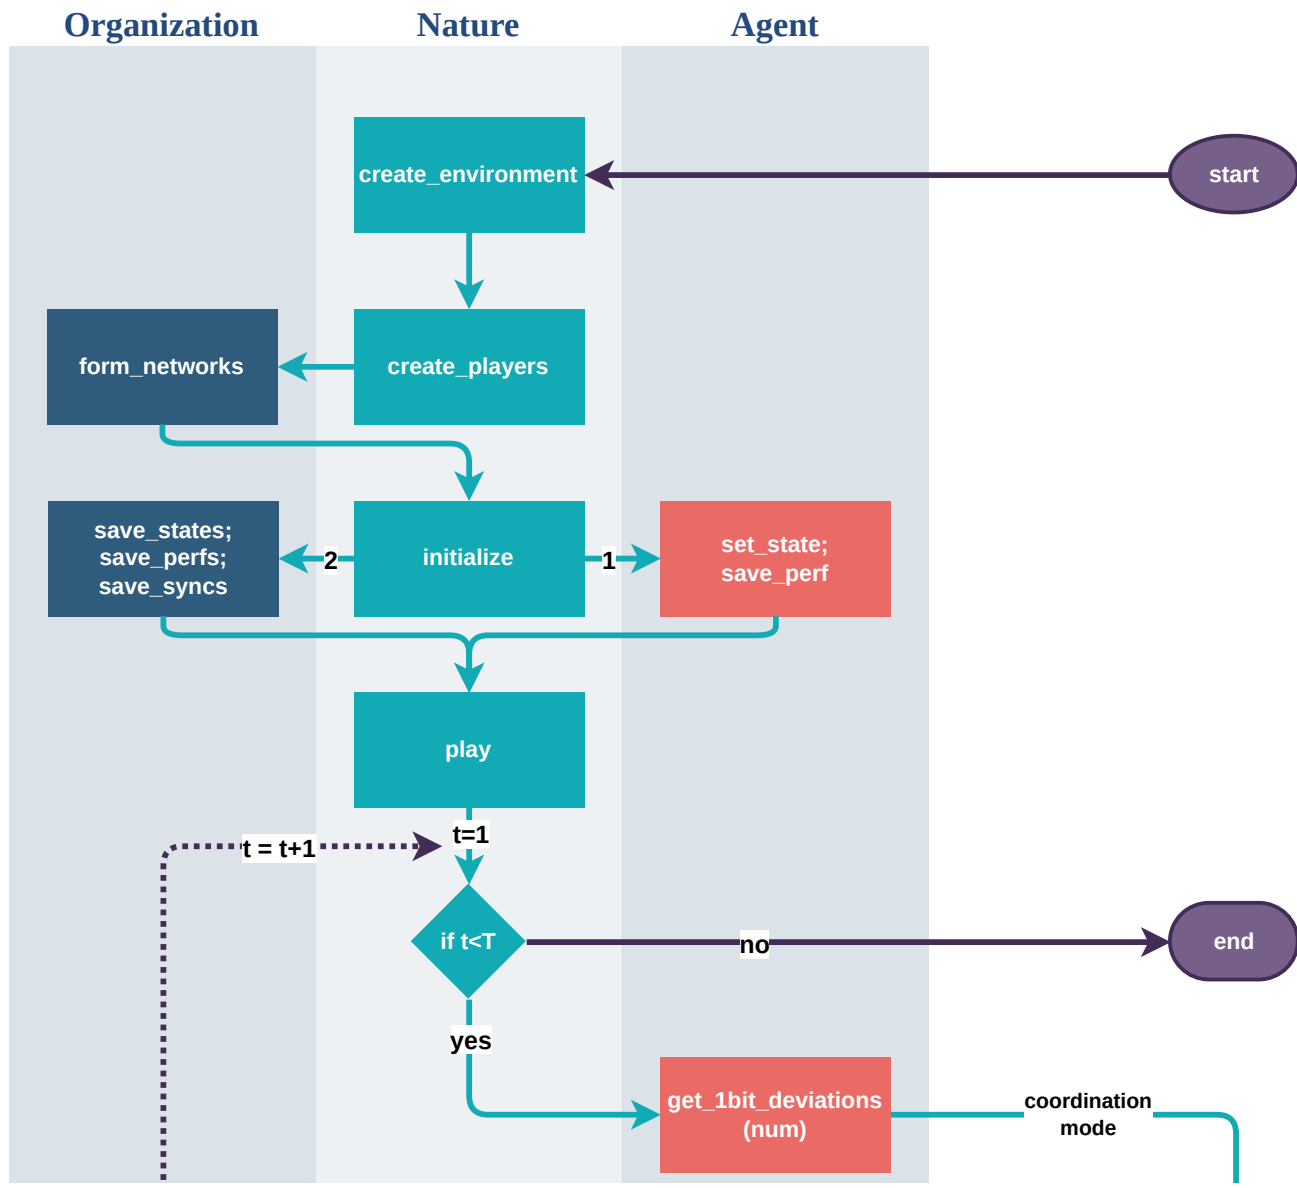 Organization
Nature
Agent
create_environment
start
form_networks
create_players
save_states;
save_perfs;
save_syncs
2
initialize
1
set_state;
save_perf
play
t = t+1
t=1
if t<T
no
end
yes
get_1bit_deviations
(num)
coordination
mode